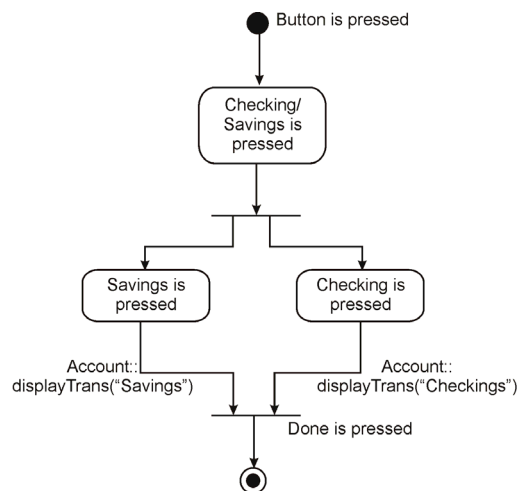 Button is pressed
Checking/
Savings is
pressed
Savings is
pressed
Checking is
pressed
Account::
displayTrans(“Savings”)
Account::
displayTrans(“Checkings”)
Done is pressed